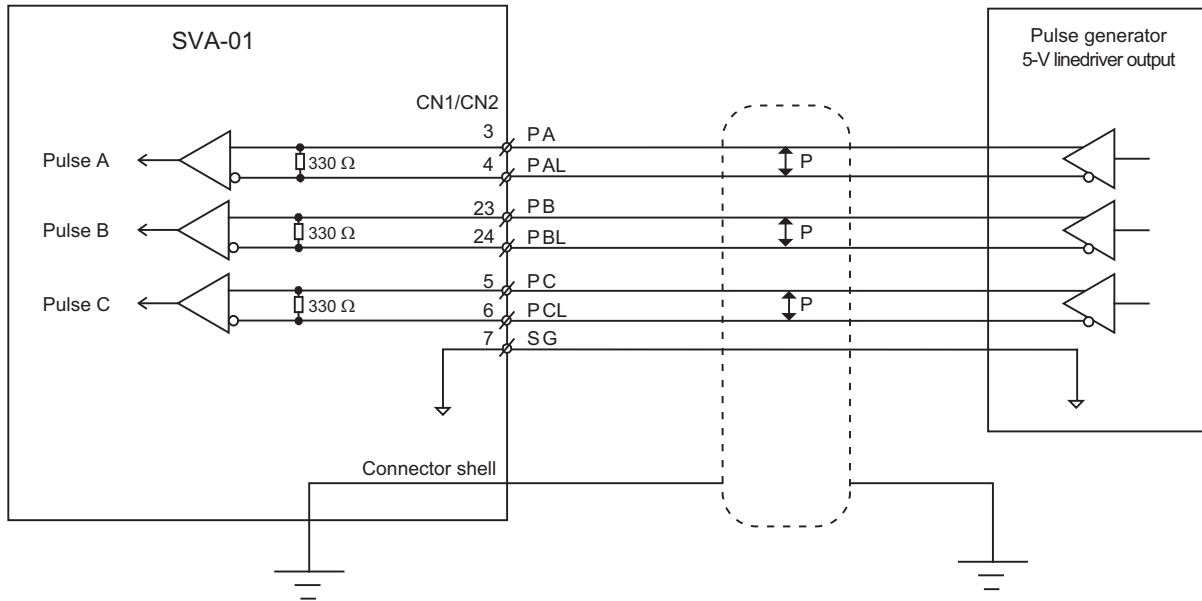 SVA-01
Pulse generator
5-V linedriver output
CN1/CN2
3 PA
Pulse A 330 Ω P
4 PAL
23 PB
Pulse B 330 Ω P
24 PBL
5 PC
Pulse C 330 Ω P
6 PCL
7 SG
Connector shell